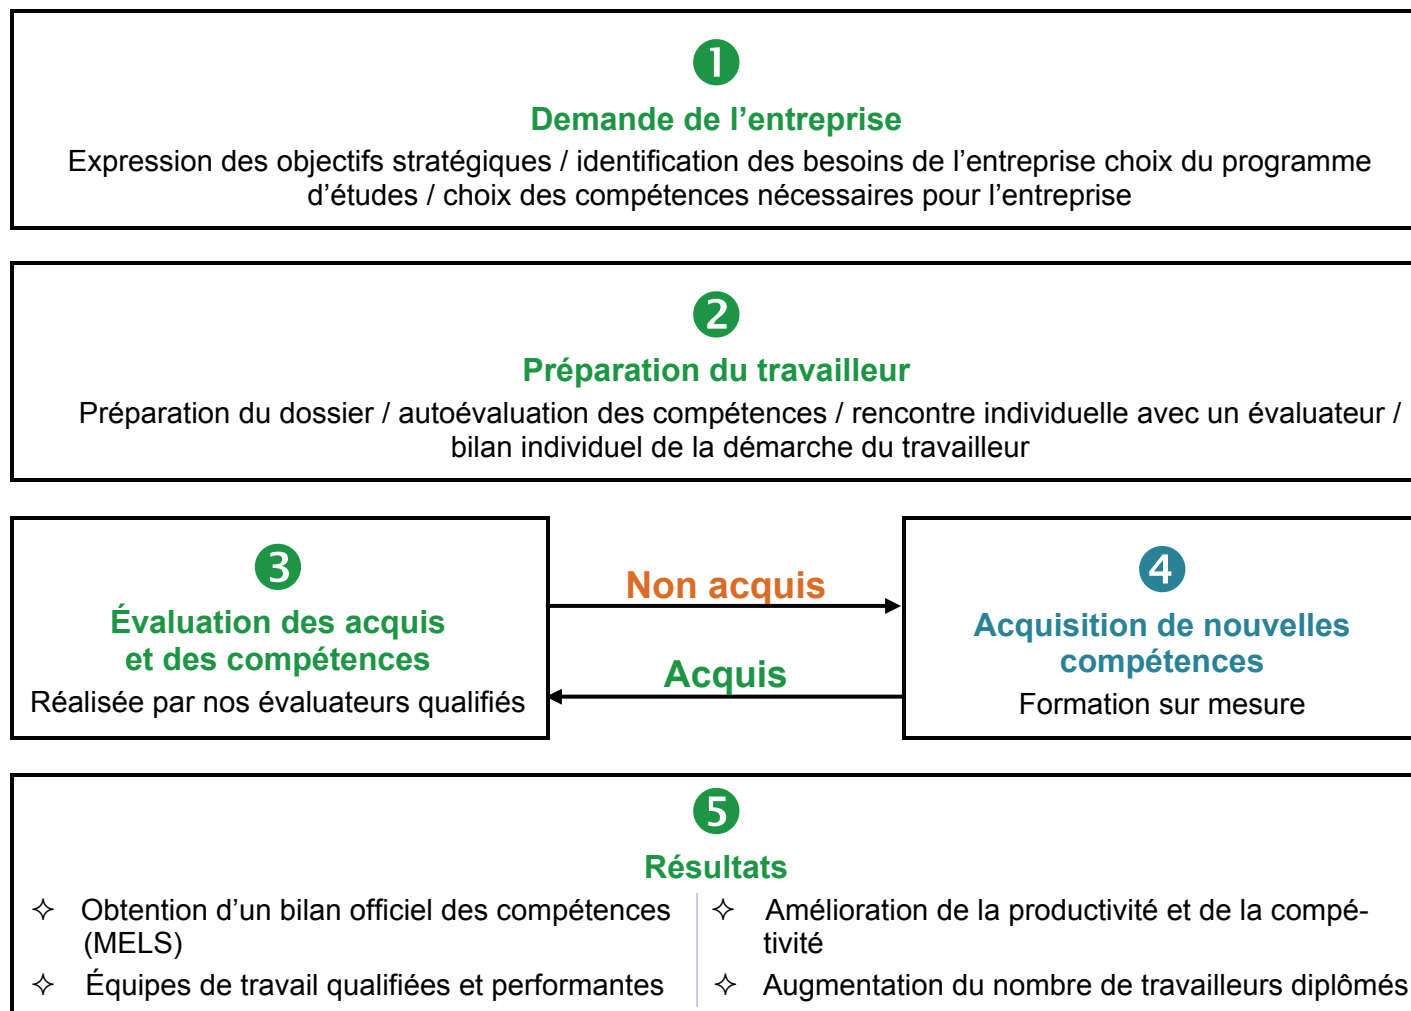 1
Demande de l’entreprise
Expression des objectifs stratégiques / identification des besoins de l’entreprise choix du programme
d’études / choix des compétences nécessaires pour l’entreprise
2
Préparation du travailleur
Préparation du dossier / autoévaluation des compétences / rencontre individuelle avec un évaluateur /
bilan individuel de la démarche du travailleur
3
Évaluation des acquis
et des compétences
Réalisée par nos évaluateurs qualifiés
Non acquis
Acquis
4
Acquisition de nouvelles
compétences
Formation sur mesure
5
Résultats
Obtention d’un bilan officiel des compétences
(MELS)
Équipes de travail qualifiées et performantes
Amélioration de la productivité et de la compé-
tivité
Augmentation du nombre de travailleurs diplômés